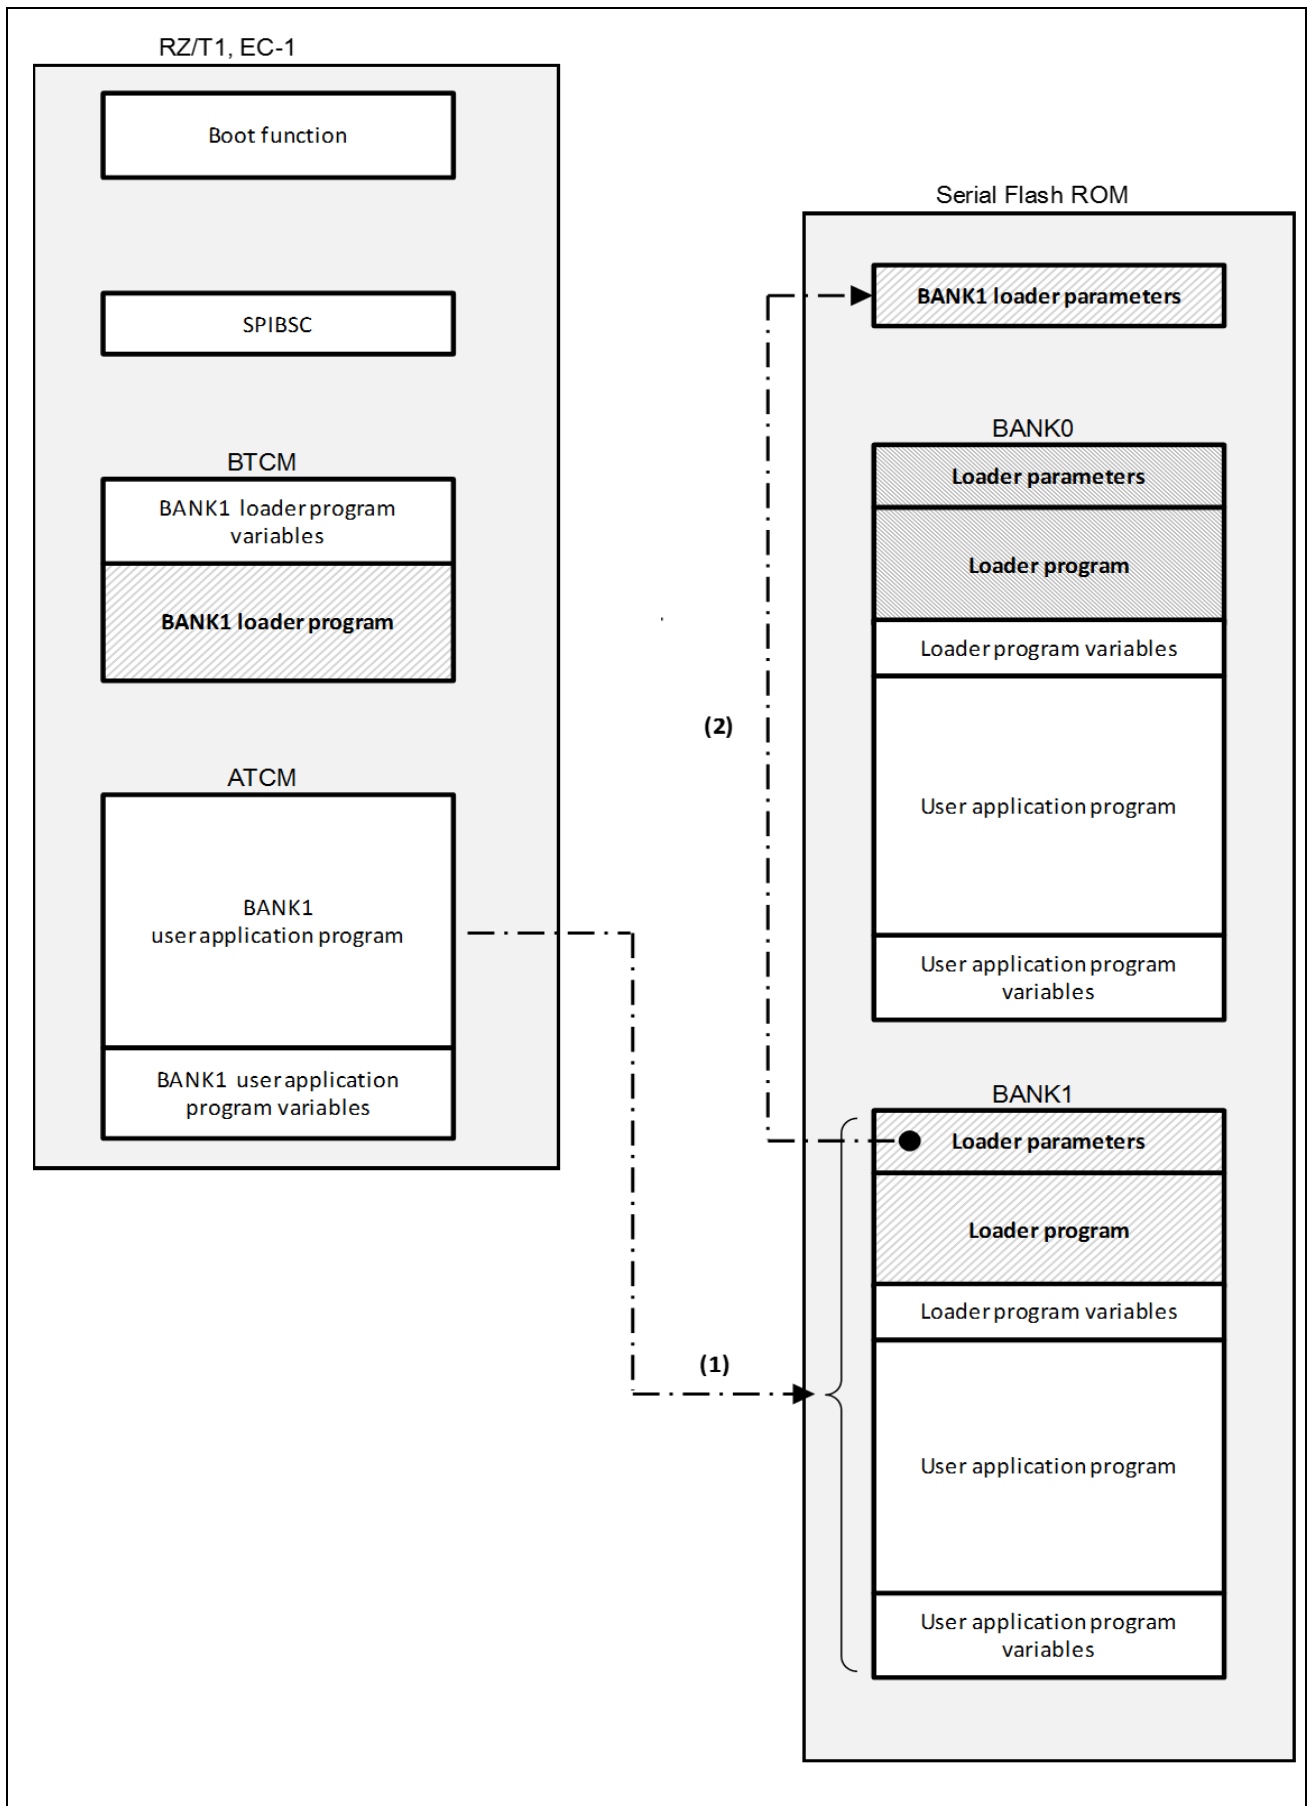 RZ/T1, EC-1
Boot function
SPIBSC
BTCM
BANK1 loader program
variables
BANK1 loader program
ATCM
BANK1
user application program
BANK1 user application
program variables
(1)
(2)
Serial Flash ROM
BANK1 loader parameters
BANK0
Loader parameters
Loader program
Loader program variables
User application program
User application program
variables
BANK1
Loader parameters
Loader program
Loader program variables
User application program
User application program
variables